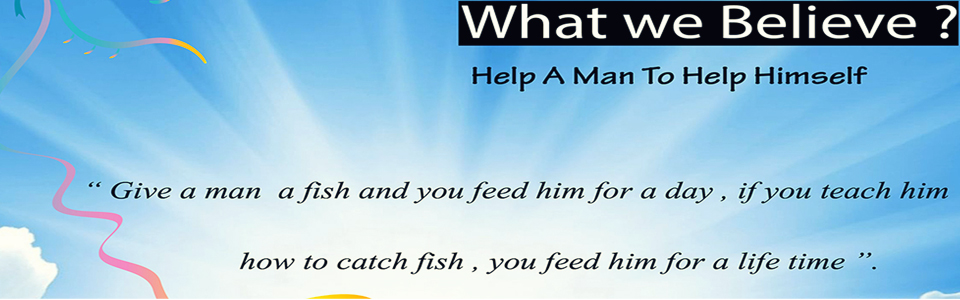 What we Believe ?
Help A Man To Help Himself
“ Give a man a fish and you feed him for a day , if you teach him
how to catch fish , you feed him for a life time ”.